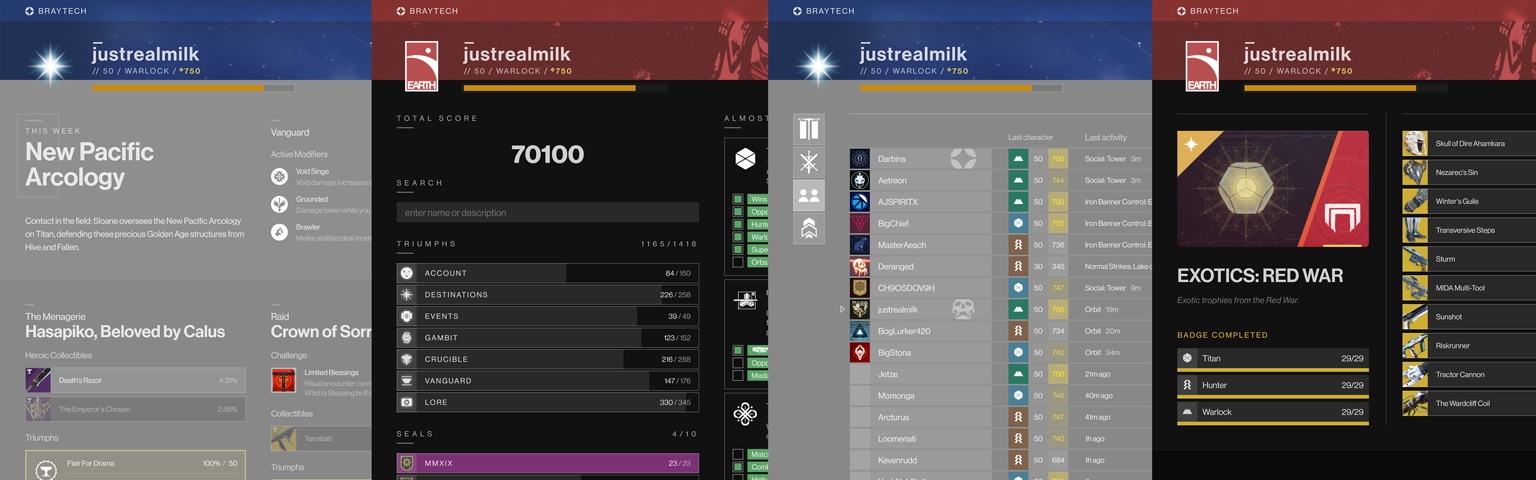 BRAYTECH
justrealmilk
// 50 / WARLOCK / 750
THIS WEEK
New Pacific
Arcology
Contact in the field: Sloane oversees the New Pacific Arcology
on Titan, defending these precious Golden Age structures from
Hive and Fallen.
Vanguard
Active Modifiers
Void Singe
Void damage increases
Grounded
Damage taken while you
Brawler
Melee abilities deal more
The Menagerie
Hasapiko, Beloved by Calus
Heroic Collectibles
Death's Razor 4.31%
The Emperor's Chosen 2.56%
Triumphs
Flair For Drama 100% / 50
Raid
Crown of Sorr
Challenge
Limited Blessings
Ritual encounter: no m
Witch's Blessing buff
Collectibles
Tarrabah
Triumphs
BRAYTECH
EARTH
justrealmilk
// 50 / WARLOCK / 750
TOTAL SCORE
70100
SEARCH
enter name or description
TRIUMPHS 1165/1418
ACCOUNT 84/150
DESTINATIONS 226/258
EVENTS 39/49
GAMBIT 123/152
CRUCIBLE 216/288
VANGUARD 147/176
LORE 330/345
SEALS 4/10
MMXIX 23/23
ALMOST
Wins
Oppo
Hunt
Warl
Supe
Orbs
Oppo
Meda
Matc
Com
High
BRAYTECH
justrealmilk
// 50 / WARLOCK / 750
Last character Last activity
Darbins 50 750 Social: Tower 3m
Aetreon 50 744 Social: Tower 3m
AJSPIRITX 50 750 Iron Banner Control: E
BigChief 50 750 Iron Banner Control: E
MasterAesch 50 736 Iron Banner Control: E
Deranged 30 345 Normal Strikes: Lake
CH9OSDOV9H 50 747 Social: Tower 9m
justrealmilk 50 750 Orbit 19m
BogLurker420 50 734 Orbit 20m
BigStona 50 740 Orbit 34m
Jetze 50 750 21m ago
Momonga 50 745 40m ago
Arcturus 50 747 41m ago
Loomenati 50 740 1h ago
Kevenrudd 50 684 1h ago
BRAYTECH
EARTH
justrealmilk
// 50 / WARLOCK / 750
EXOTICS: RED WAR
Exotic trophies from the Red War.
BADGE COMPLETED
Titan 29/29
Hunter 29/29
Warlock 29/29
Skull of Dire Ahamkara
Nezarec's Sin
Winter's Guile
Transversive Steps
Sturm
MIDA Multi-Tool
Sunshot
Riskrunner
Tractor Cannon
The Wardcliff Coil